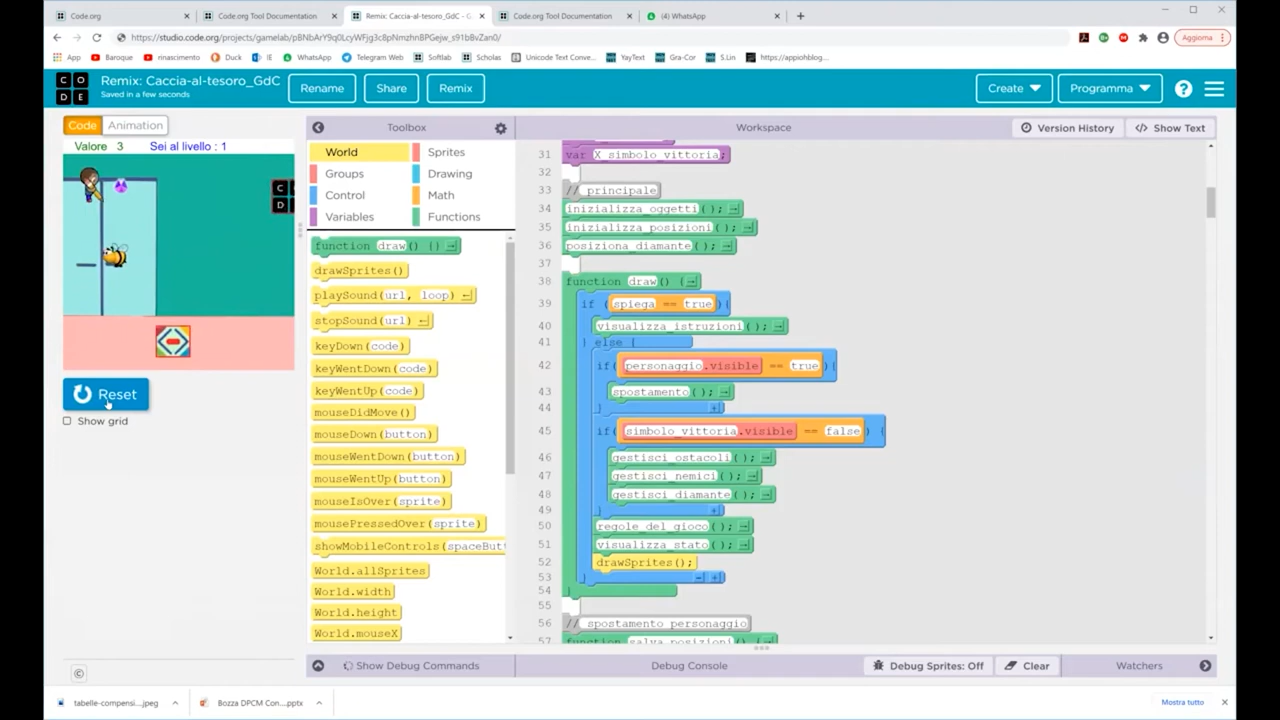 Code.org
Code.org Tool Documentation
Remix: Caccia-al-tesoro_GdC - G
Code.org Tool Documentation
(4) WhatsApp
https://studio.code.org/projects/gamelab/pBNbArY9q0LcyWFjg3c8pNmzhnBPGejw_s91bBvZan0/
Aggiorna
App
Baroque
rinascimento
Duck
iE
WhatsApp
Telegram Web
Softlab
Scholas
Unicode Text Conve...
YayText
Gra-Cor
S.Lin
https://appiohblog...
C O
D E
Remix: Caccia-al-tesoro_GdC
Saved in a few seconds
Rename
Share
Remix
Create
Programma
Code
Animation
Toolbox
Workspace
Version History
Show Text
Valore 3
Sei al livello : 1
C
D
Reset
Show grid
World
Sprites
Groups
Drawing
Control
Math
Variables
Functions
function draw() {}
drawSprites()
playSound(url, loop)
stopSound(url)
keyDown(code)
keyWentDown(code)
keyWentUp(code)
mouseDidMove()
mouseDown(button)
mouseWentDown(button)
mouseWentUp(button)
mouseIsOver(sprite)
mousePressedOver(sprite)
showMobileControls(spaceButt
World.allSprites
World.width
World.height
World.mouseX
31 var X_simbolo_vittoria;
32
33 // principale
34 inizializza_oggetti();
35 inizializza_posizioni();
36 posiziona_diamante();
37
38 function draw() {
39 if (spiega == true){
40 visualizza_istruzioni();
41 } else {
42 if(personaggio.visible == true){
43 spostamento();
44 }
45 if(simbolo_vittoria.visible == false) {
46 gestisci_ostacoli();
47 gestisci_nemici();
48 gestisci_diamante();
49 }
50 regole_del_gioco();
51 visualizza_stato();
52 drawSprites();
53 }
54 }
55
56 // spostamento personaggio
57 function salva_posizioni() {
Show Debug Commands
Debug Console
Debug Sprites: Off
Clear
Watchers
tabelle-compensi....jpeg
Bozza DPCM Con....pptx
Mostra tutto